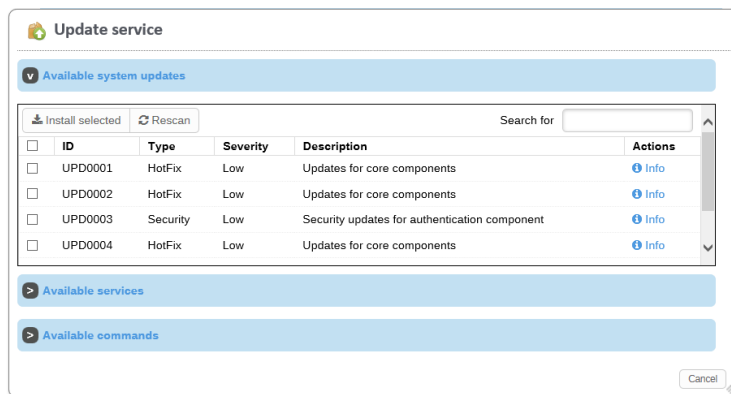 Update service
v Available system updates
Install selected Rescan Search for
ID Type Severity Description Actions
UPD0001 HotFix Low Updates for core components Info
UPD0002 HotFix Low Updates for core components Info
UPD0003 Security Low Security updates for authentication component Info
UPD0004 HotFix Low Updates for core components Info
> Available services
> Available commands
Cancel